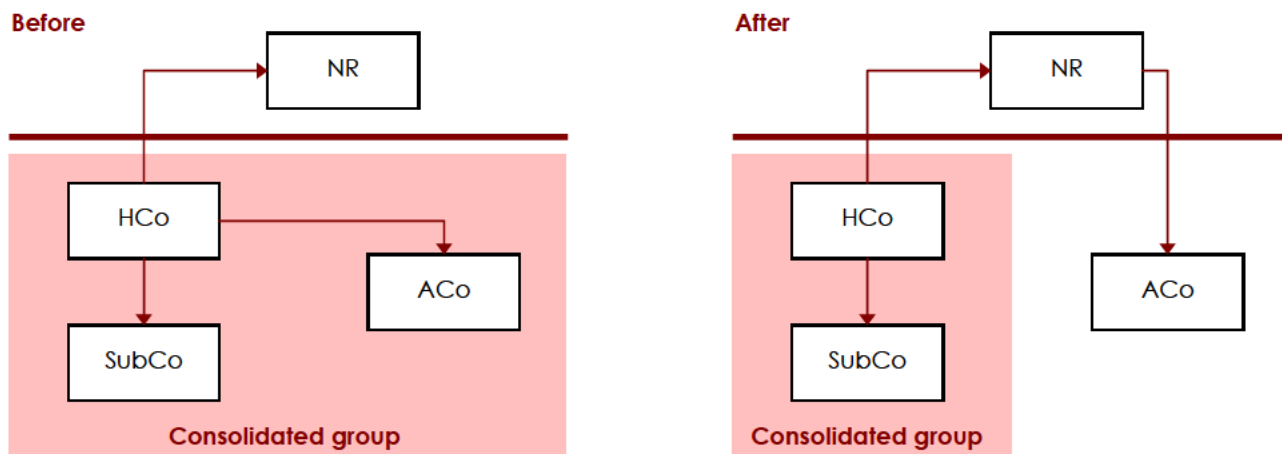 Before
NR
HCo
ACo
SubCo
Consolidated group
After
NR
HCo
ACo
SubCo
Consolidated group